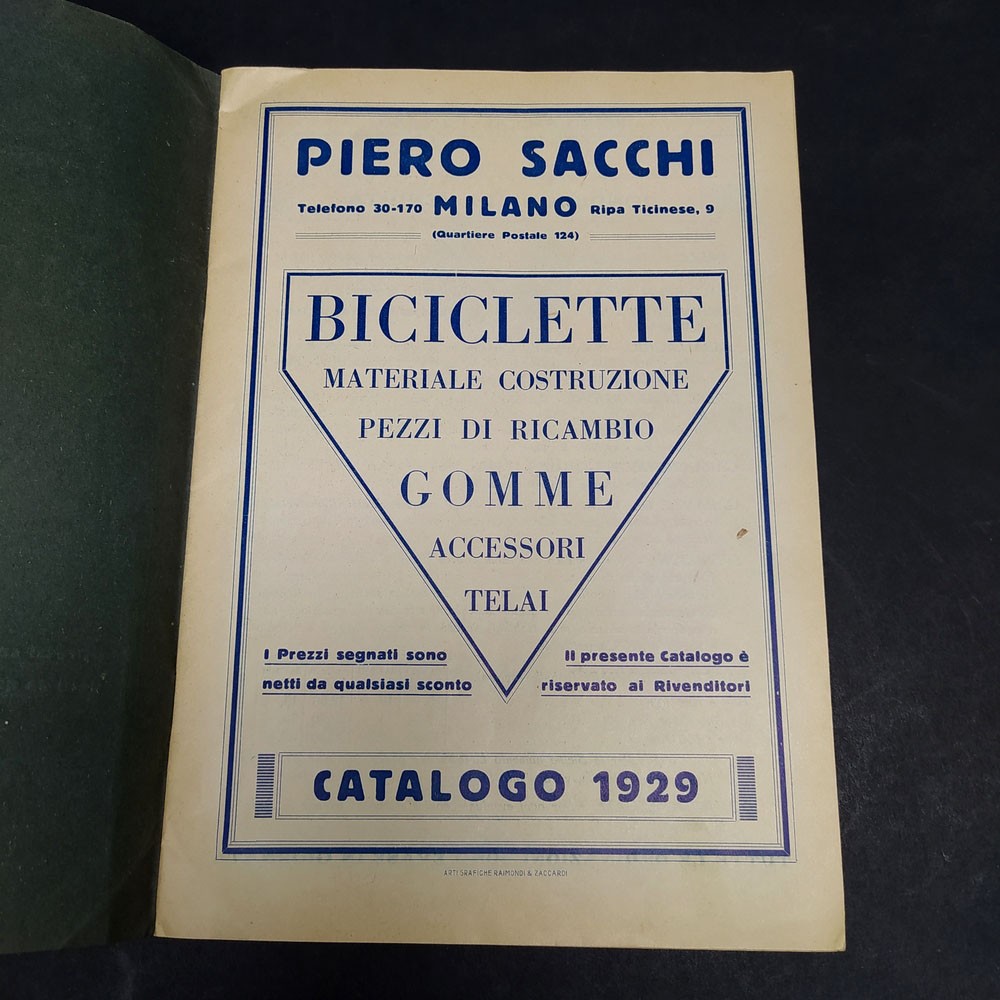 PIERO SACCHI
Telefono 30-170 MILANO Ripa Ticinese, 9
(Quartiere Postale 124)
BICICLETTE
MATERIALE COSTRUZIONE
PEZZI DI RICAMBIO
GOMME
ACCESSORI
TELAI
I Prezzi segnati sono
netti da qualsiasi sconto
Il presente Catalogo è
riservato ai Rivenditori
CATALOGO 1929
ARTI GRAFICHE RAIMONDI & ZACCARDI